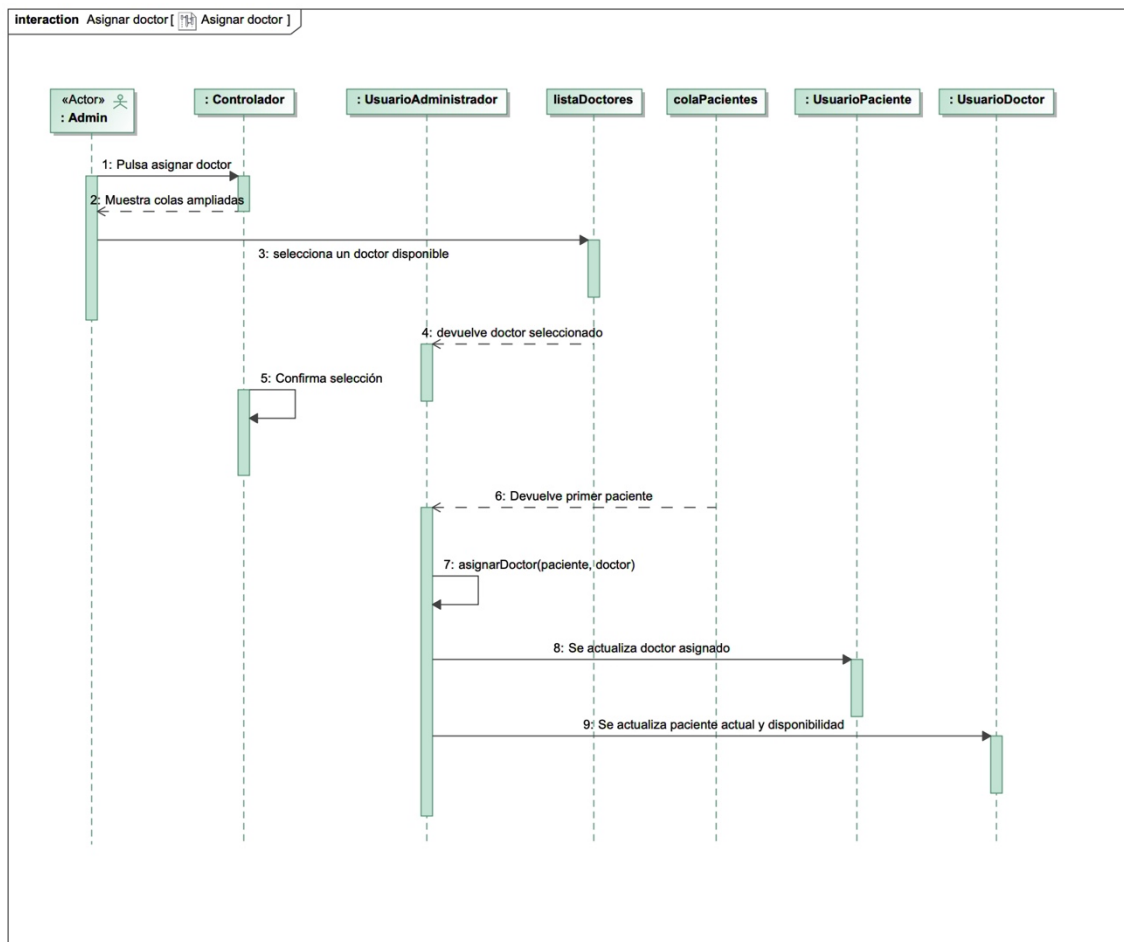 interaction Asignar doctor [ Asignar doctor ]
«Actor»
: Admin
: Controlador
: UsuarioAdministrador
listaDoctores
colaPacientes
: UsuarioPaciente
: UsuarioDoctor
1: Pulsa asignar doctor
2: Muestra colas ampliadas
3: selecciona un doctor disponible
4: devuelve doctor seleccionado
5: Confirma selección
6: Devuelve primer paciente
7: asignarDoctor(paciente, doctor)
8: Se actualiza doctor asignado
9: Se actualiza paciente actual y disponibilidad